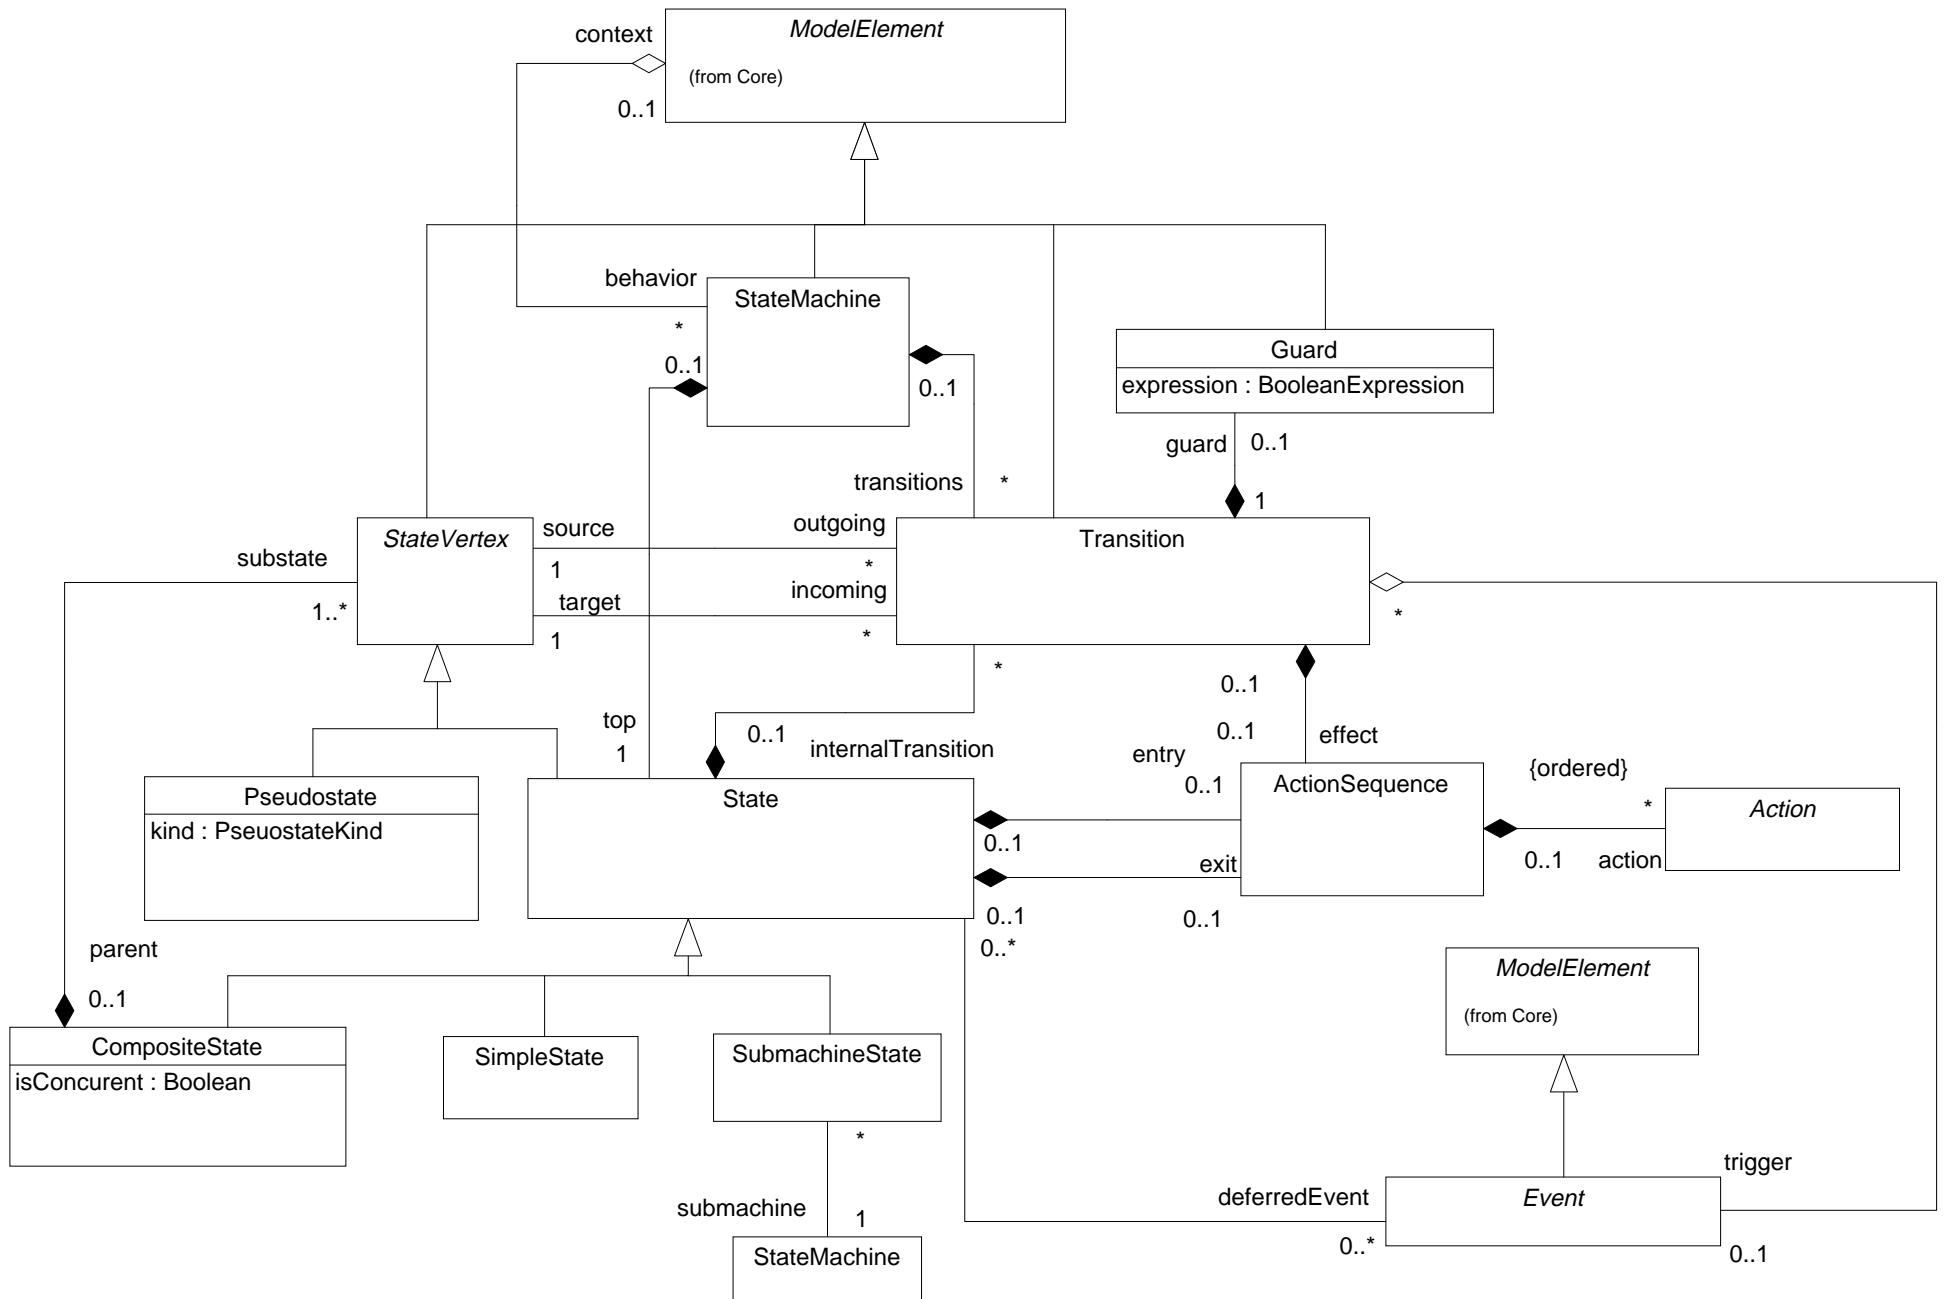 context
ModelElement
(from Core)
0..1
behavior
StateMachine
*
0..1
0..1
Guard
expression : BooleanExpression
guard
0..1
transitions
*
1
StateVertex
source
outgoing
Transition
substate
1
*
target
incoming
1..*
1
*
*
*
0..1
top
0..1
internalTransition
0..1
effect
1
entry
{ordered}
Pseudostate
kind : PseuostateKind
State
0..1
ActionSequence
*
Action
0..1
0..1
action
exit
0..1
0..1
0..*
parent
0..1
ModelElement
(from Core)
CompositeState
isConcurent : Boolean
SimpleState
SubmachineState
*
submachine
1
StateMachine
trigger
deferredEvent
Event
0..*
0..1